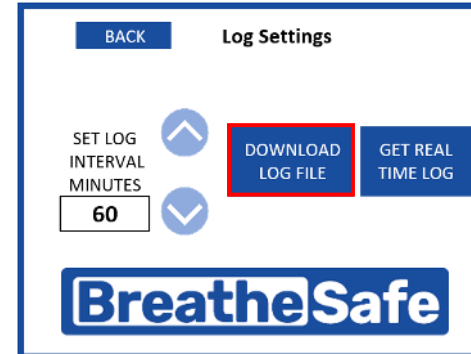 BACK
Log Settings
SET LOG
INTERVAL
MINUTES
60
DOWNLOAD
LOG FILE
GET REAL
TIME LOG
BreatheSafe